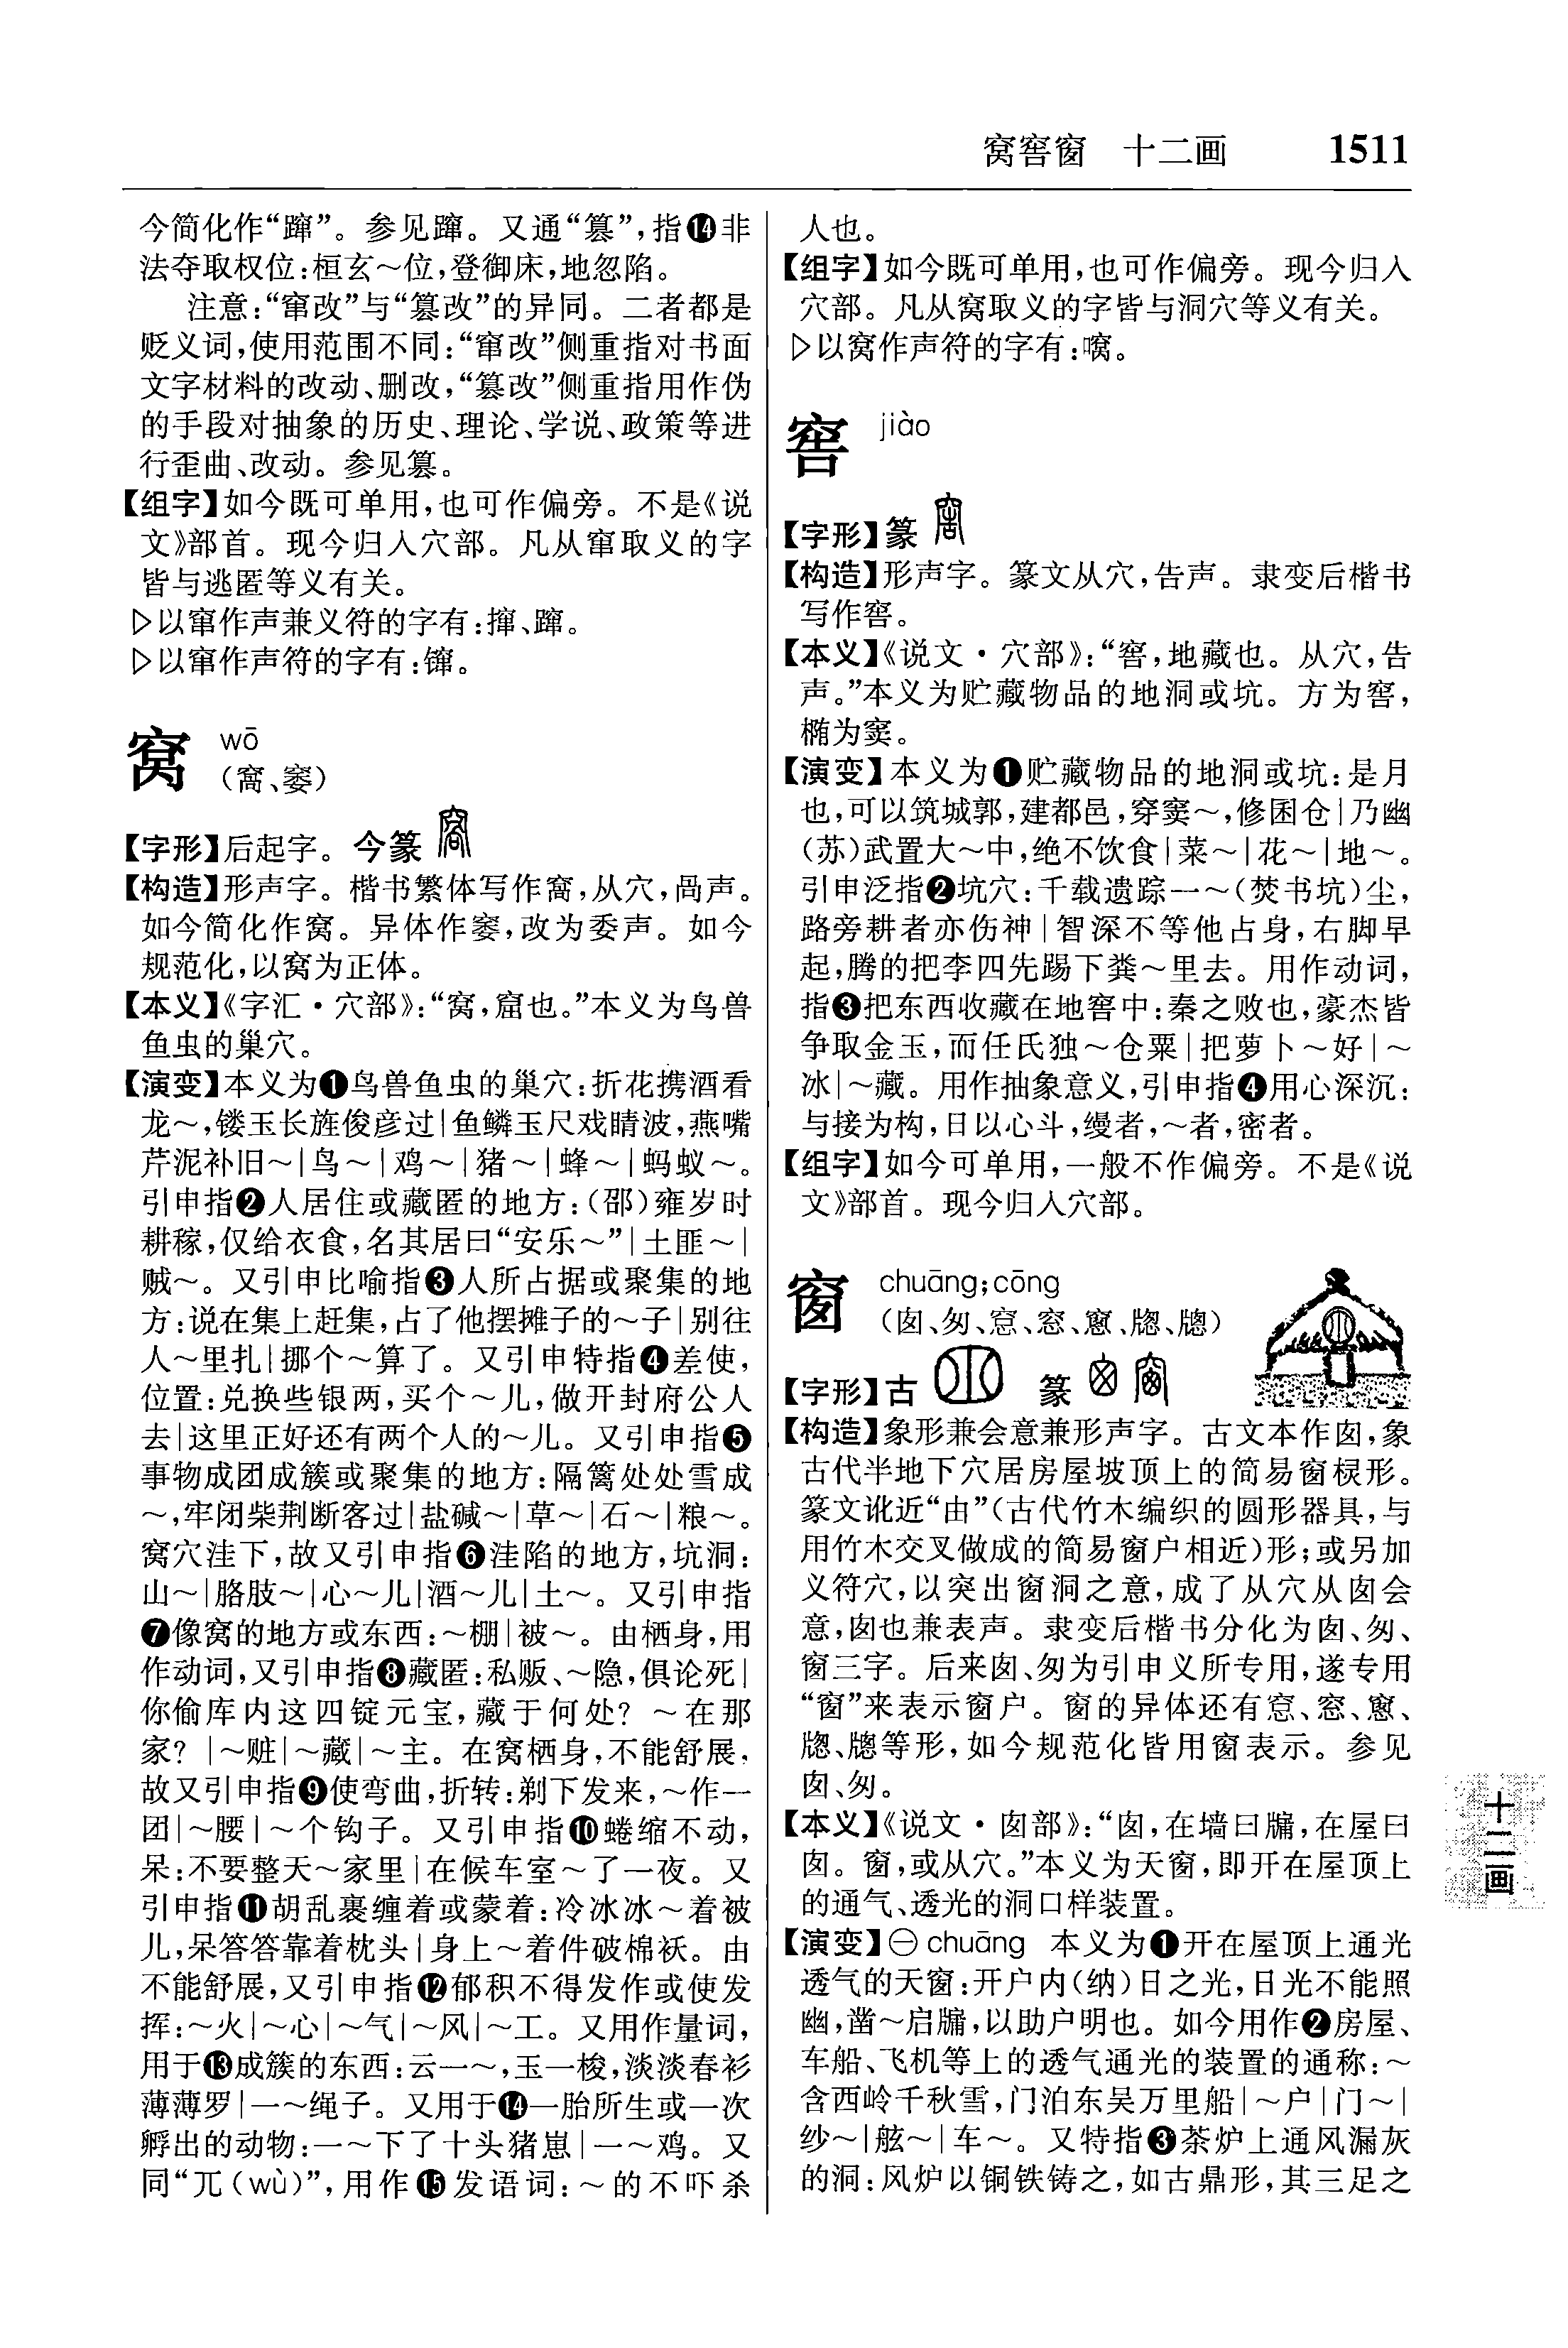 窝窖窗　十二画　1511
今简化作“蹿”。参见蹿。又通“篡”,指⓮非
法夺取权位:桓玄～位,登御床,地忽陷。
注意:“窜改”与“篡改”的异同。二者都是
贬义词,使用范围不同:“窜改”侧重指对书面
文字材料的改动、删改,“篡改”侧重指用作伪
的手段对抽象的历史、理论、学说、政策等进
行歪曲、改动。参见篡。
【组字】如今既可单用,也可作偏旁。不是《说
文》部首。现今归入穴部。凡从窜取义的字
皆与逃匿等义有关。
▷以窜作声兼义符的字有:撺、蹿。
▷以窜作声符的字有:镩。
窝 wō
(窩、窭)
【字形】后起字。今篆
【构造】形声字。楷书繁体写作窩,从穴,咼声。
如今简化作窝。异体作窭,改为委声。如今
规范化,以窝为正体。
【本义】《字汇·穴部》:“窝,窟也。”本义为鸟兽
鱼虫的巢穴。
【演变】本义为❶鸟兽鱼虫的巢穴:折花携酒看
龙～,镂玉长旌俊彦过|鱼鳞玉尺戏晴波,燕嘴
芹泥补旧～|鸟～|鸡～|猪～|蜂～|蚂蚁～。
引申指❷人居住或藏匿的地方:(邵)雍岁时
耕稼,仅给衣食,名其居曰“安乐～”|土匪～|
贼～。又引申比喻指❸人所占据或聚集的地
方:说在集上赶集,占了他摆摊子的～子|别往
人～里扎|挪个～算了。又引申特指❹差使,
位置:兑换些银两,买个～儿,做开封府公人
去|这里正好还有两个人的～儿。又引申指❺
事物成团成簇或聚集的地方:隔篱处处雪成
～,牢闭柴荆断客过|盐碱～|草～|石～|粮～。
窝穴洼下,故又引申指❻洼陷的地方,坑洞:
山～|胳肢～|心～儿|酒～儿|土～。又引申指
❼像窝的地方或东西:～棚|被～。由栖身,用
作动词,又引申指❽藏匿:私贩、～隐,俱论死|
你偷库内这四锭元宝,藏于何处?～在那
家?|～赃|～藏|～主。在窝栖身,不能舒展,
故又引申指❾使弯曲,折转:剃下发来,～作一
团|～腰|～个钩子。又引申指❿蜷缩不动,
呆:不要整天～家里|在候车室～了一夜。又
引申指⓫胡乱裹缠着或蒙着:冷冰冰～着被
儿,呆答答靠着枕头|身上～着件破棉袄。由
不能舒展,又引申指⓬郁积不得发作或使发
挥:～火|～心|～气|～风|～工。又用作量词,
用于⓭成簇的东西:云一～,玉一梭,淡淡春衫
薄薄罗|一～绳子。又用于⓮一胎所生或一次
孵出的动物:一～下了十头猪崽|一～鸡。又
同“兀(wù)”,用作⓯发语词:～的不吓杀
人也。
【组字】如今既可单用,也可作偏旁。现今归入
穴部。凡从窝取义的字皆与洞穴等义有关。
▷以窝作声符的字有:㗻。
窖 jiào
【字形】篆
【构造】形声字。篆文从穴,告声。隶变后楷书
写作窖。
【本义】《说文·穴部》:“窖,地藏也。从穴,告
声。”本义为贮藏物品的地洞或坑。方为窖,
椭为窦。
【演变】本义为❶贮藏物品的地洞或坑:是月
也,可以筑城郭,建都邑,穿窦～,修囷仓|乃幽
(苏)武置大～中,绝不饮食|菜～|花～|地～。
引申泛指❷坑穴:千载遗踪一～(焚书坑)尘,
路旁耕者亦伤神|智深不等他占身,右脚早
起,腾的把李四先踢下粪～里去。用作动词,
指❸把东西收藏在地窖中:秦之败也,豪杰皆
争取金玉,而任氏独～仓粟|把萝卜～好|～
冰|～藏。用作抽象意义,引申指❹用心深沉:
与接为构,日以心斗,缦者,～者,密者。
【组字】如今可单用,一般不作偏旁。不是《说
文》部首。现今归入穴部。
窗 chuāng;cōng
(囱、匆、窓、窻、窰、牎、牕)
【字形】古　篆
【构造】象形兼会意兼形声字。古文本作囱,象
古代半地下穴居房屋坡顶上的简易窗棂形。
篆文讹近“由”(古代竹木编织的圆形器具,与
用竹木交叉做成的简易窗户相近)形;或另加
义符穴,以突出窗洞之意,成了从穴从囱会
意,囱也兼表声。隶变后楷书分化为囱、匆、
窗三字。后来囱、匆为引申义所专用,遂专用
“窗”来表示窗户。窗的异体还有窓、窻、
牎、牕等形,如今规范化皆用窗表示。参见
囱、匆。
【本义】《说文·囱部》:“囱,在墙曰牖,在屋曰
囱。窗,或从穴。”本义为天窗,即开在屋顶上
的通气、透光的洞口样装置。
【演变】㊀chuāng 本义为❶开在屋顶上通光
透气的天窗:开户内(纳)日之光,日光不能照
幽,凿～启牖,以助户明也。如今用作❷房屋、
车船、飞机等上的透气通光的装置的通称:～
含西岭千秋雪,门泊东吴万里船|～户|门～|
纱～|舷～|车～。又特指❸茶炉上通风漏灰
的洞:风炉以铜铁铸之,如古鼎形,其三足之
十二画